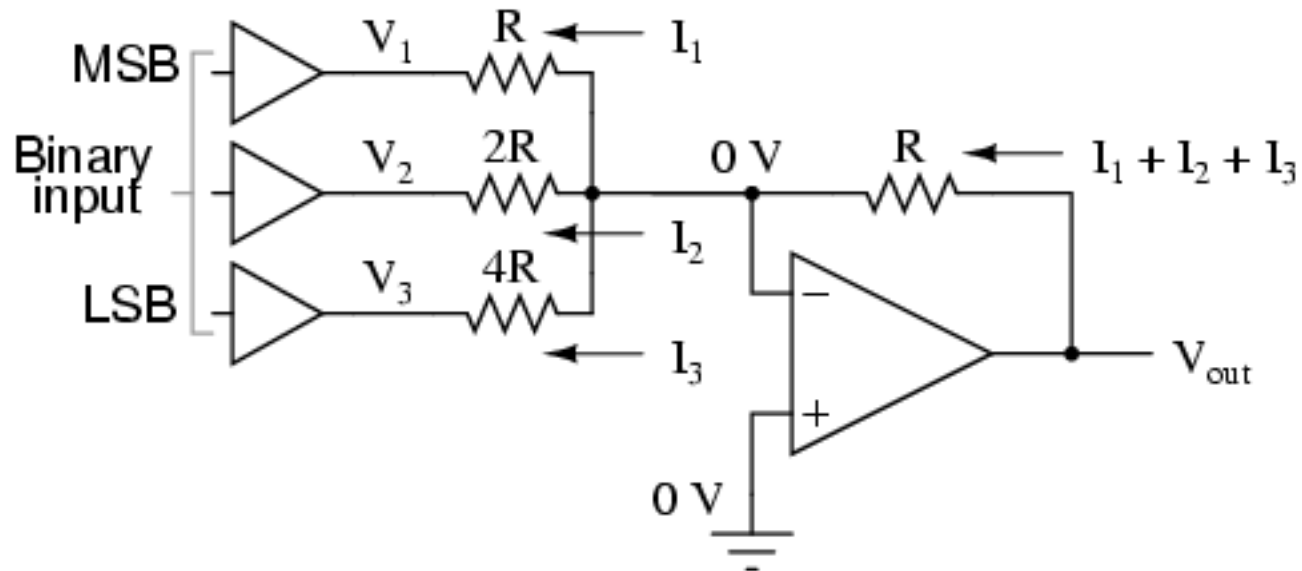 MSB
V1
R
I1
Binary
input
V2
2R
0 V
R
I1 + I2 + I3
I2
LSB
V3
4R
I3
−
+
Vout
0 V